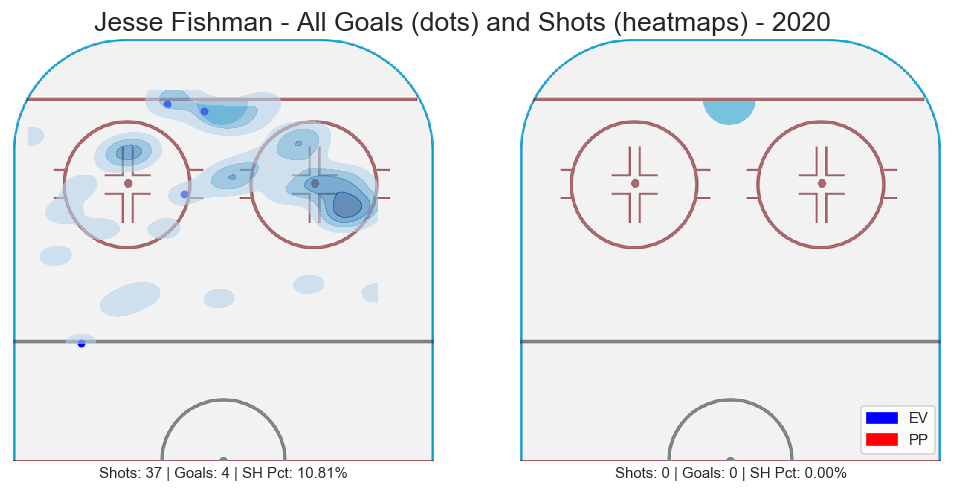 Jesse Fishman - All Goals (dots) and Shots (heatmaps) - 2020
EV
PP
Shots: 37 | Goals: 4 | SH Pct: 10.81%
Shots: 0 | Goals: 0 | SH Pct: 0.00%